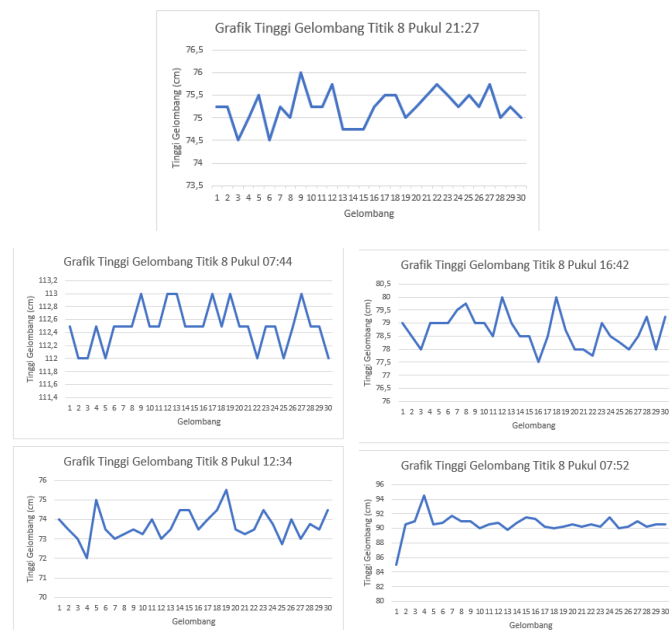 Grafik Tinggi Gelombang Titik 8 Pukul 21:27
Tinggi Gelombang (cm)
76,5
76
75,5
75
74,5
74
73,5
1 2 3 4 5 6 7 8 9 10 11 12 13 14 15 16 17 18 19 20 21 22 23 24 25 26 27 28 29 30
Gelombang
Grafik Tinggi Gelombang Titik 8 Pukul 07:44
Tinggi Gelombang (cm)
113,2
113
112,8
112,6
112,4
112,2
112
111,8
111,6
111,4
1 2 3 4 5 6 7 8 9 10 11 12 13 14 15 16 17 18 19 20 21 22 23 24 25 26 27 28 29 30
Gelombang
Grafik Tinggi Gelombang Titik 8 Pukul 16:42
Tinggi Gelombang (cm)
80,5
80
79,5
79
78,5
78
77,5
77
76,5
76
1 2 3 4 5 6 7 8 9 10 11 12 13 14 15 16 17 18 19 20 21 22 23 24 25 26 27 28 29 30
Gelombang
Grafik Tinggi Gelombang Titik 8 Pukul 12:34
Tinggi Gelombang (cm)
76
75
74
73
72
71
70
1 2 3 4 5 6 7 8 9 10 11 12 13 14 15 16 17 18 19 20 21 22 23 24 25 26 27 28 29 30
Gelombang
Grafik Tinggi Gelombang Titik 8 Pukul 07:52
Tinggi Gelombang (cm)
96
94
92
90
88
86
84
82
80
1 2 3 4 5 6 7 8 9 10 11 12 13 14 15 16 17 18 19 20 21 22 23 24 25 26 27 28 29 30
Gelombang